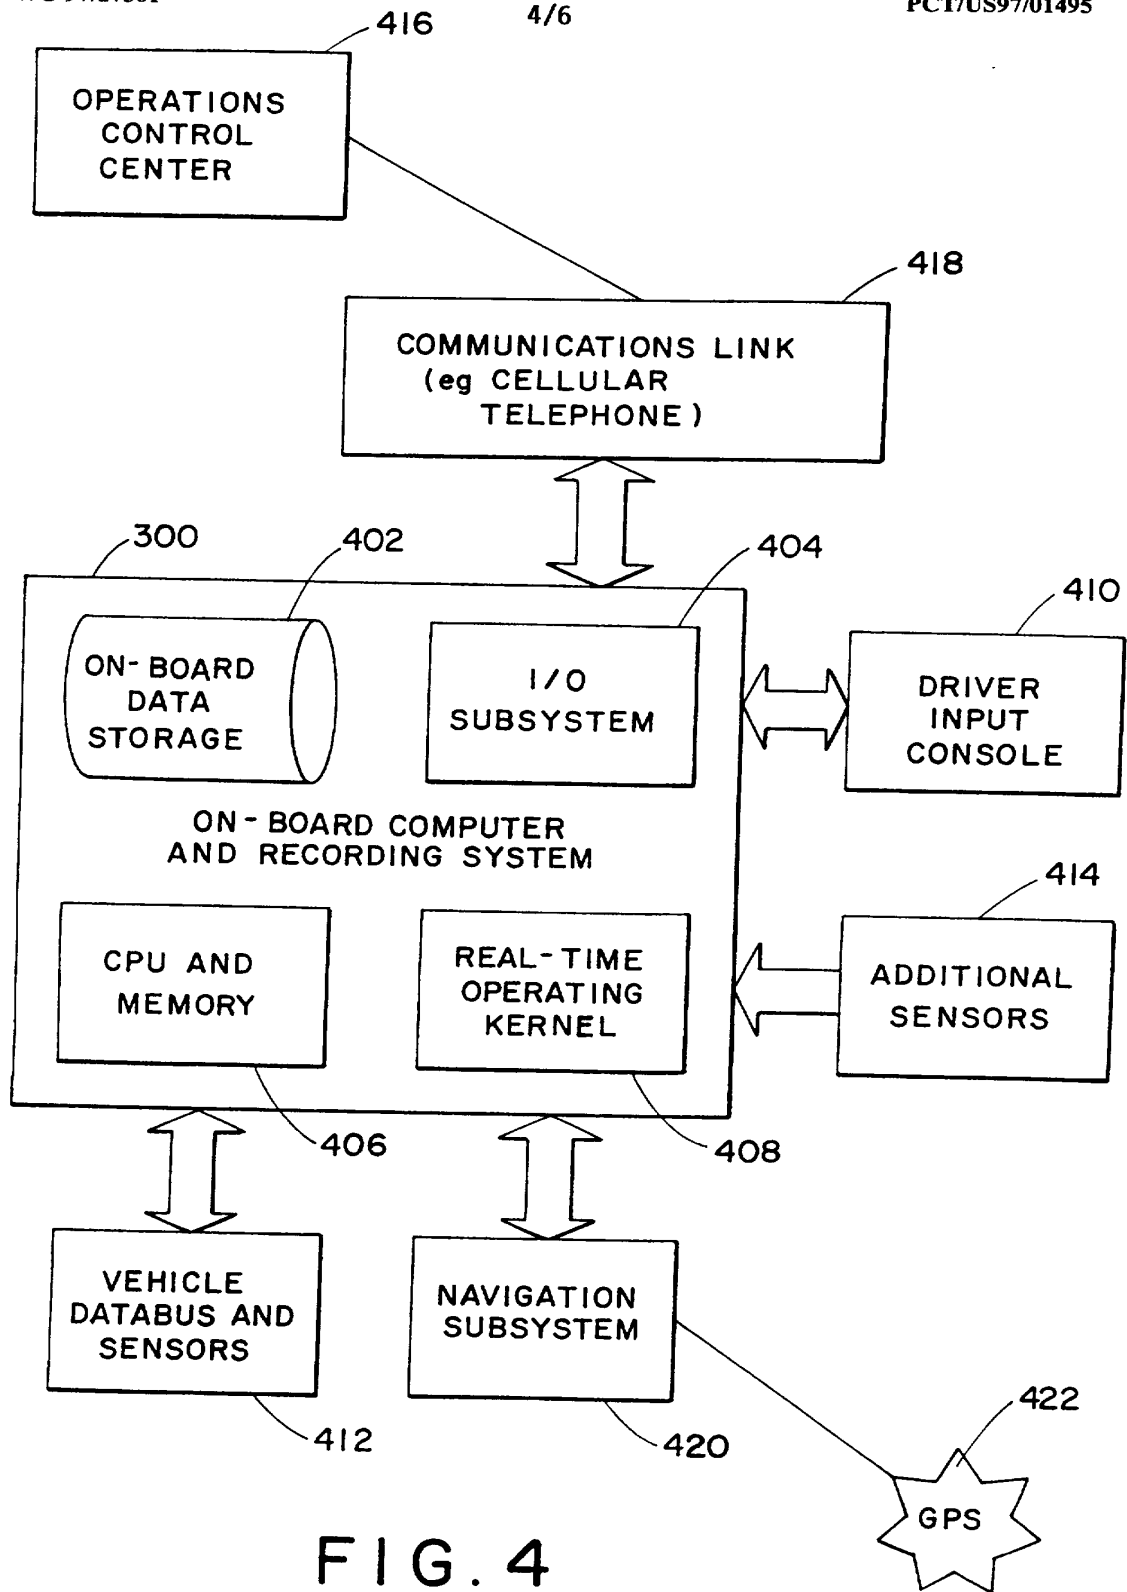 4/6
PCT/US97/01495
416
OPERATIONS
CONTROL
CENTER
418
COMMUNICATIONS LINK
(eg CELLULAR
TELEPHONE)
300
402
404
410
ON-BOARD
DATA
STORAGE
I/O
SUBSYSTEM
DRIVER
INPUT
CONSOLE
ON-BOARD COMPUTER
AND RECORDING SYSTEM
414
CPU AND
MEMORY
REAL-TIME
OPERATING
KERNEL
ADDITIONAL
SENSORS
406
408
VEHICLE
DATABUS AND
SENSORS
NAVIGATION
SUBSYSTEM
412
420
422
GPS
FIG. 4